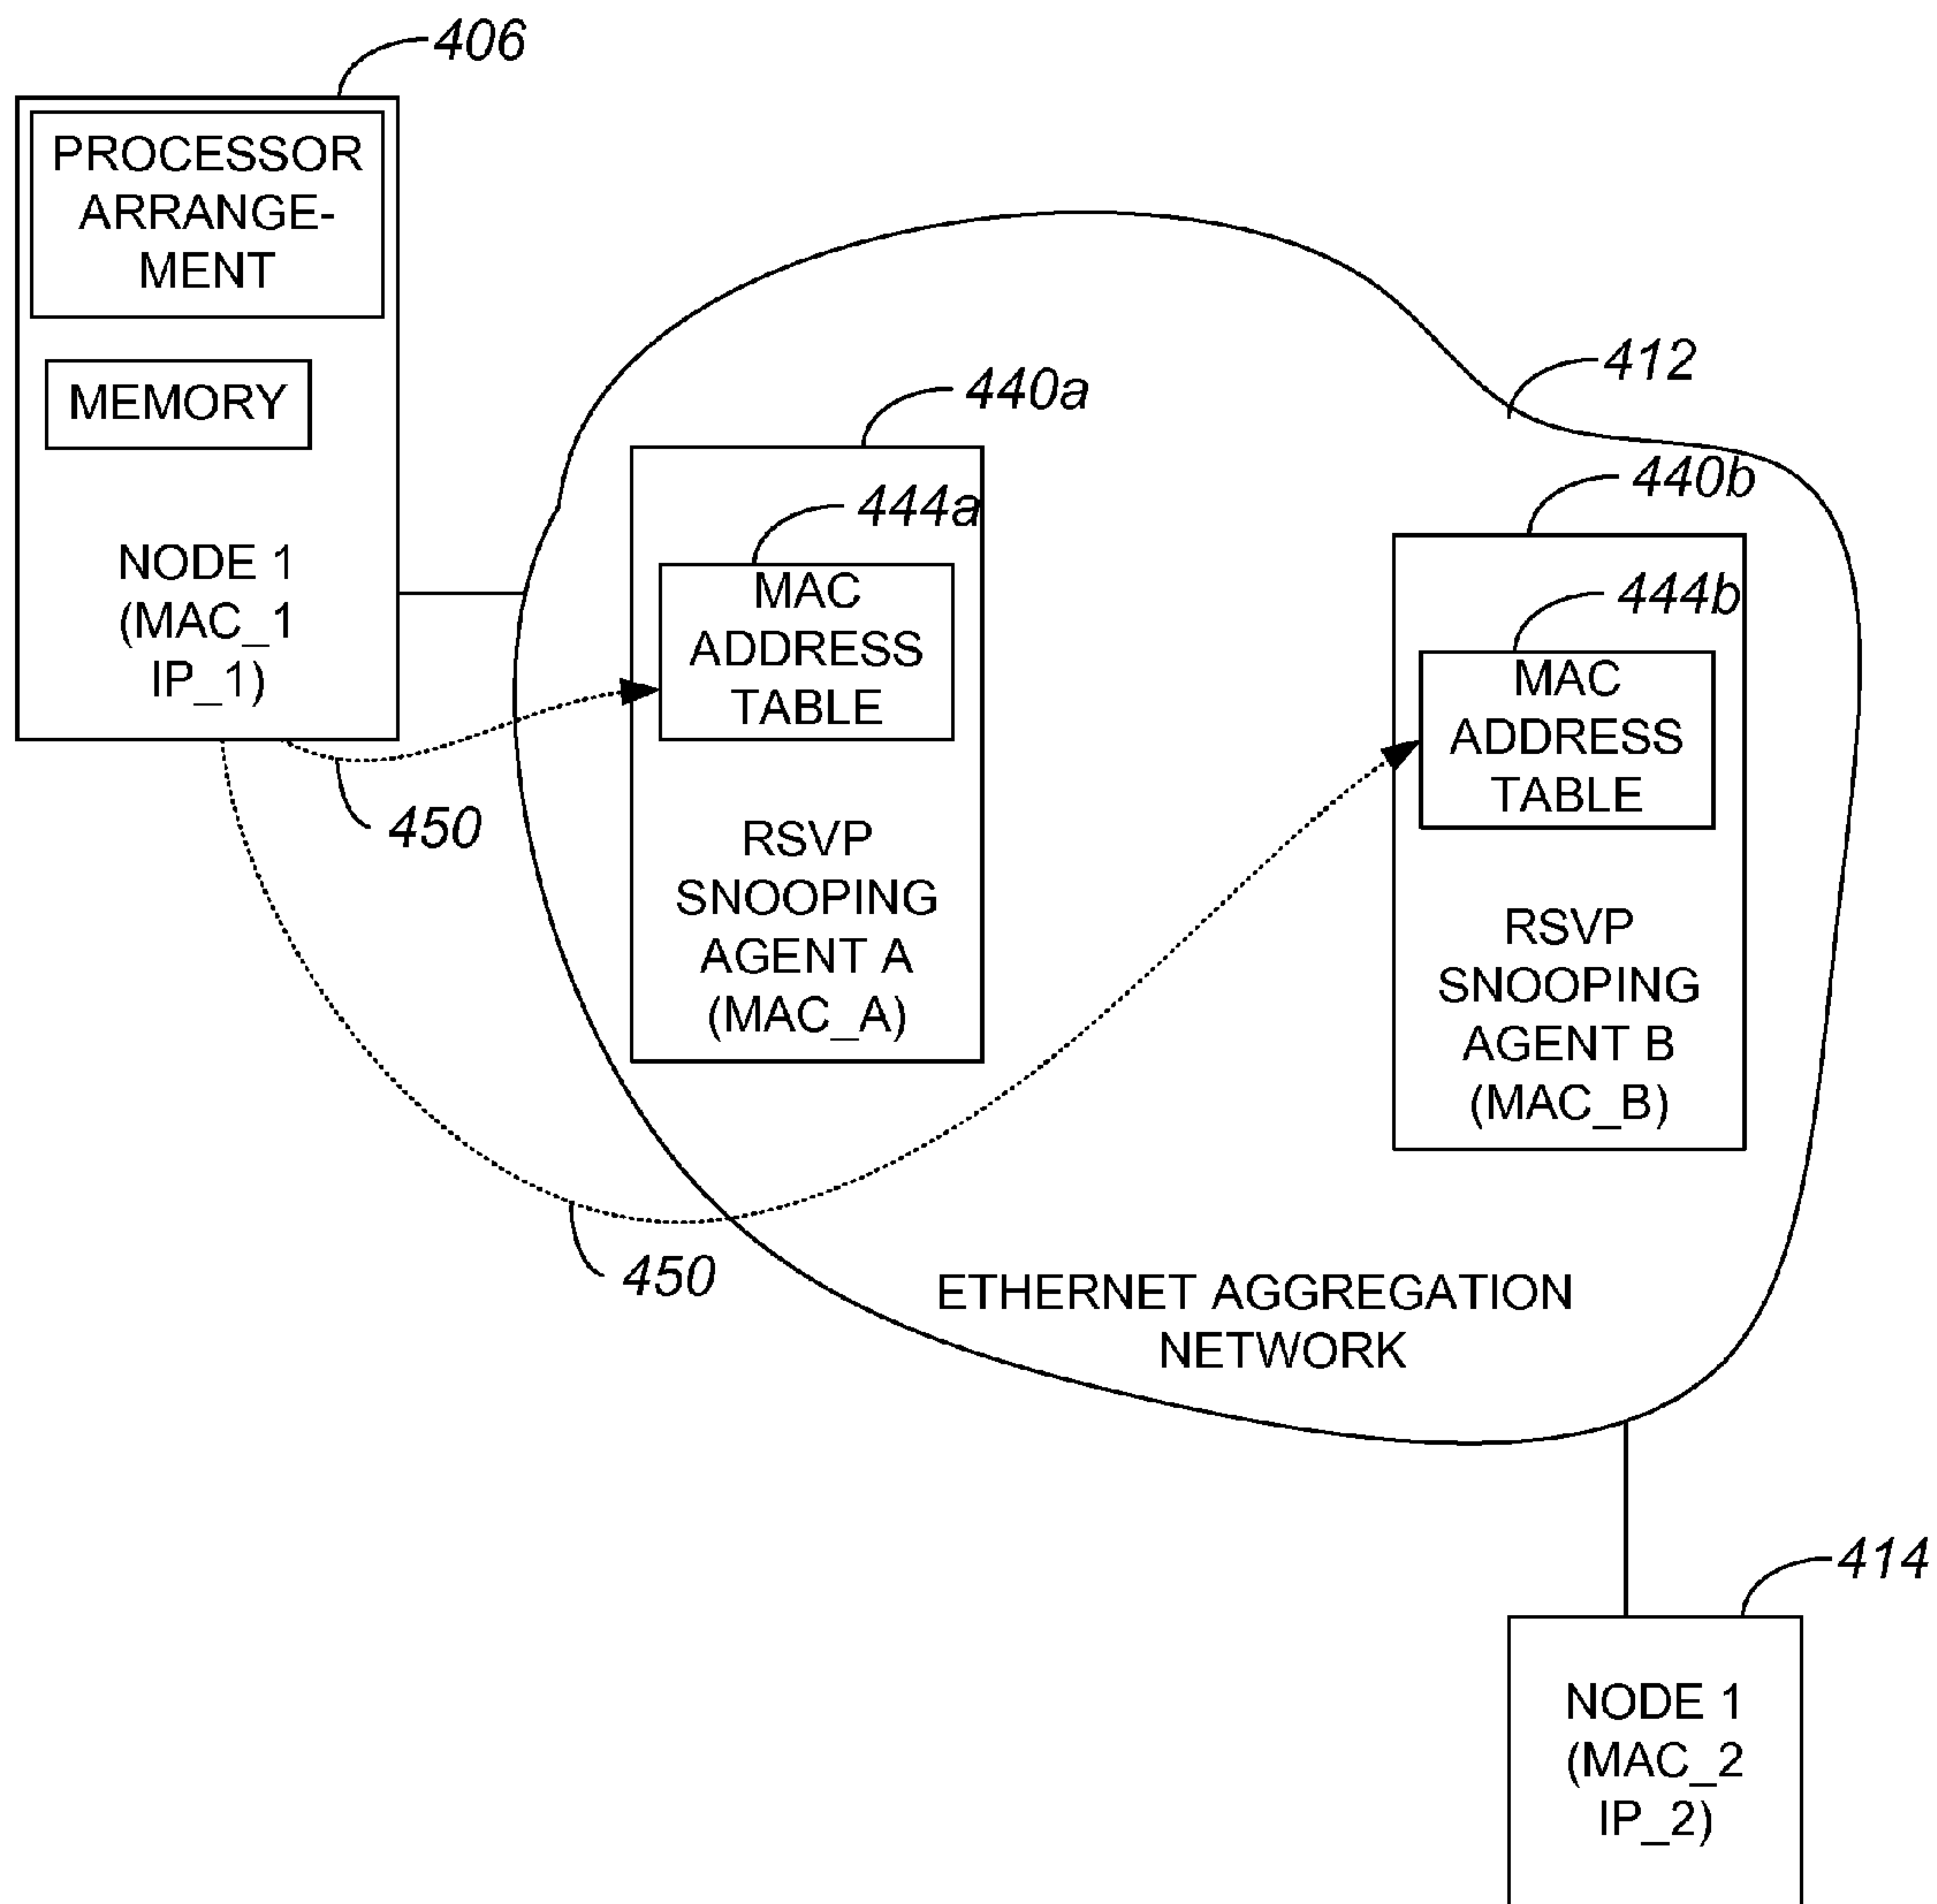 406
PROCESSOR
ARRANGE-
MENT
MEMORY
NODE 1
(MAC_1
IP_1)
412
440a
444a
MAC
ADDRESS
TABLE
RSVP
SNOOPING
AGENT A
(MAC_A)
440b
444b
MAC
ADDRESS
TABLE
RSVP
SNOOPING
AGENT B
(MAC_B)
450
450
ETHERNET AGGREGATION
NETWORK
414
NODE 1
(MAC_2
IP_2)